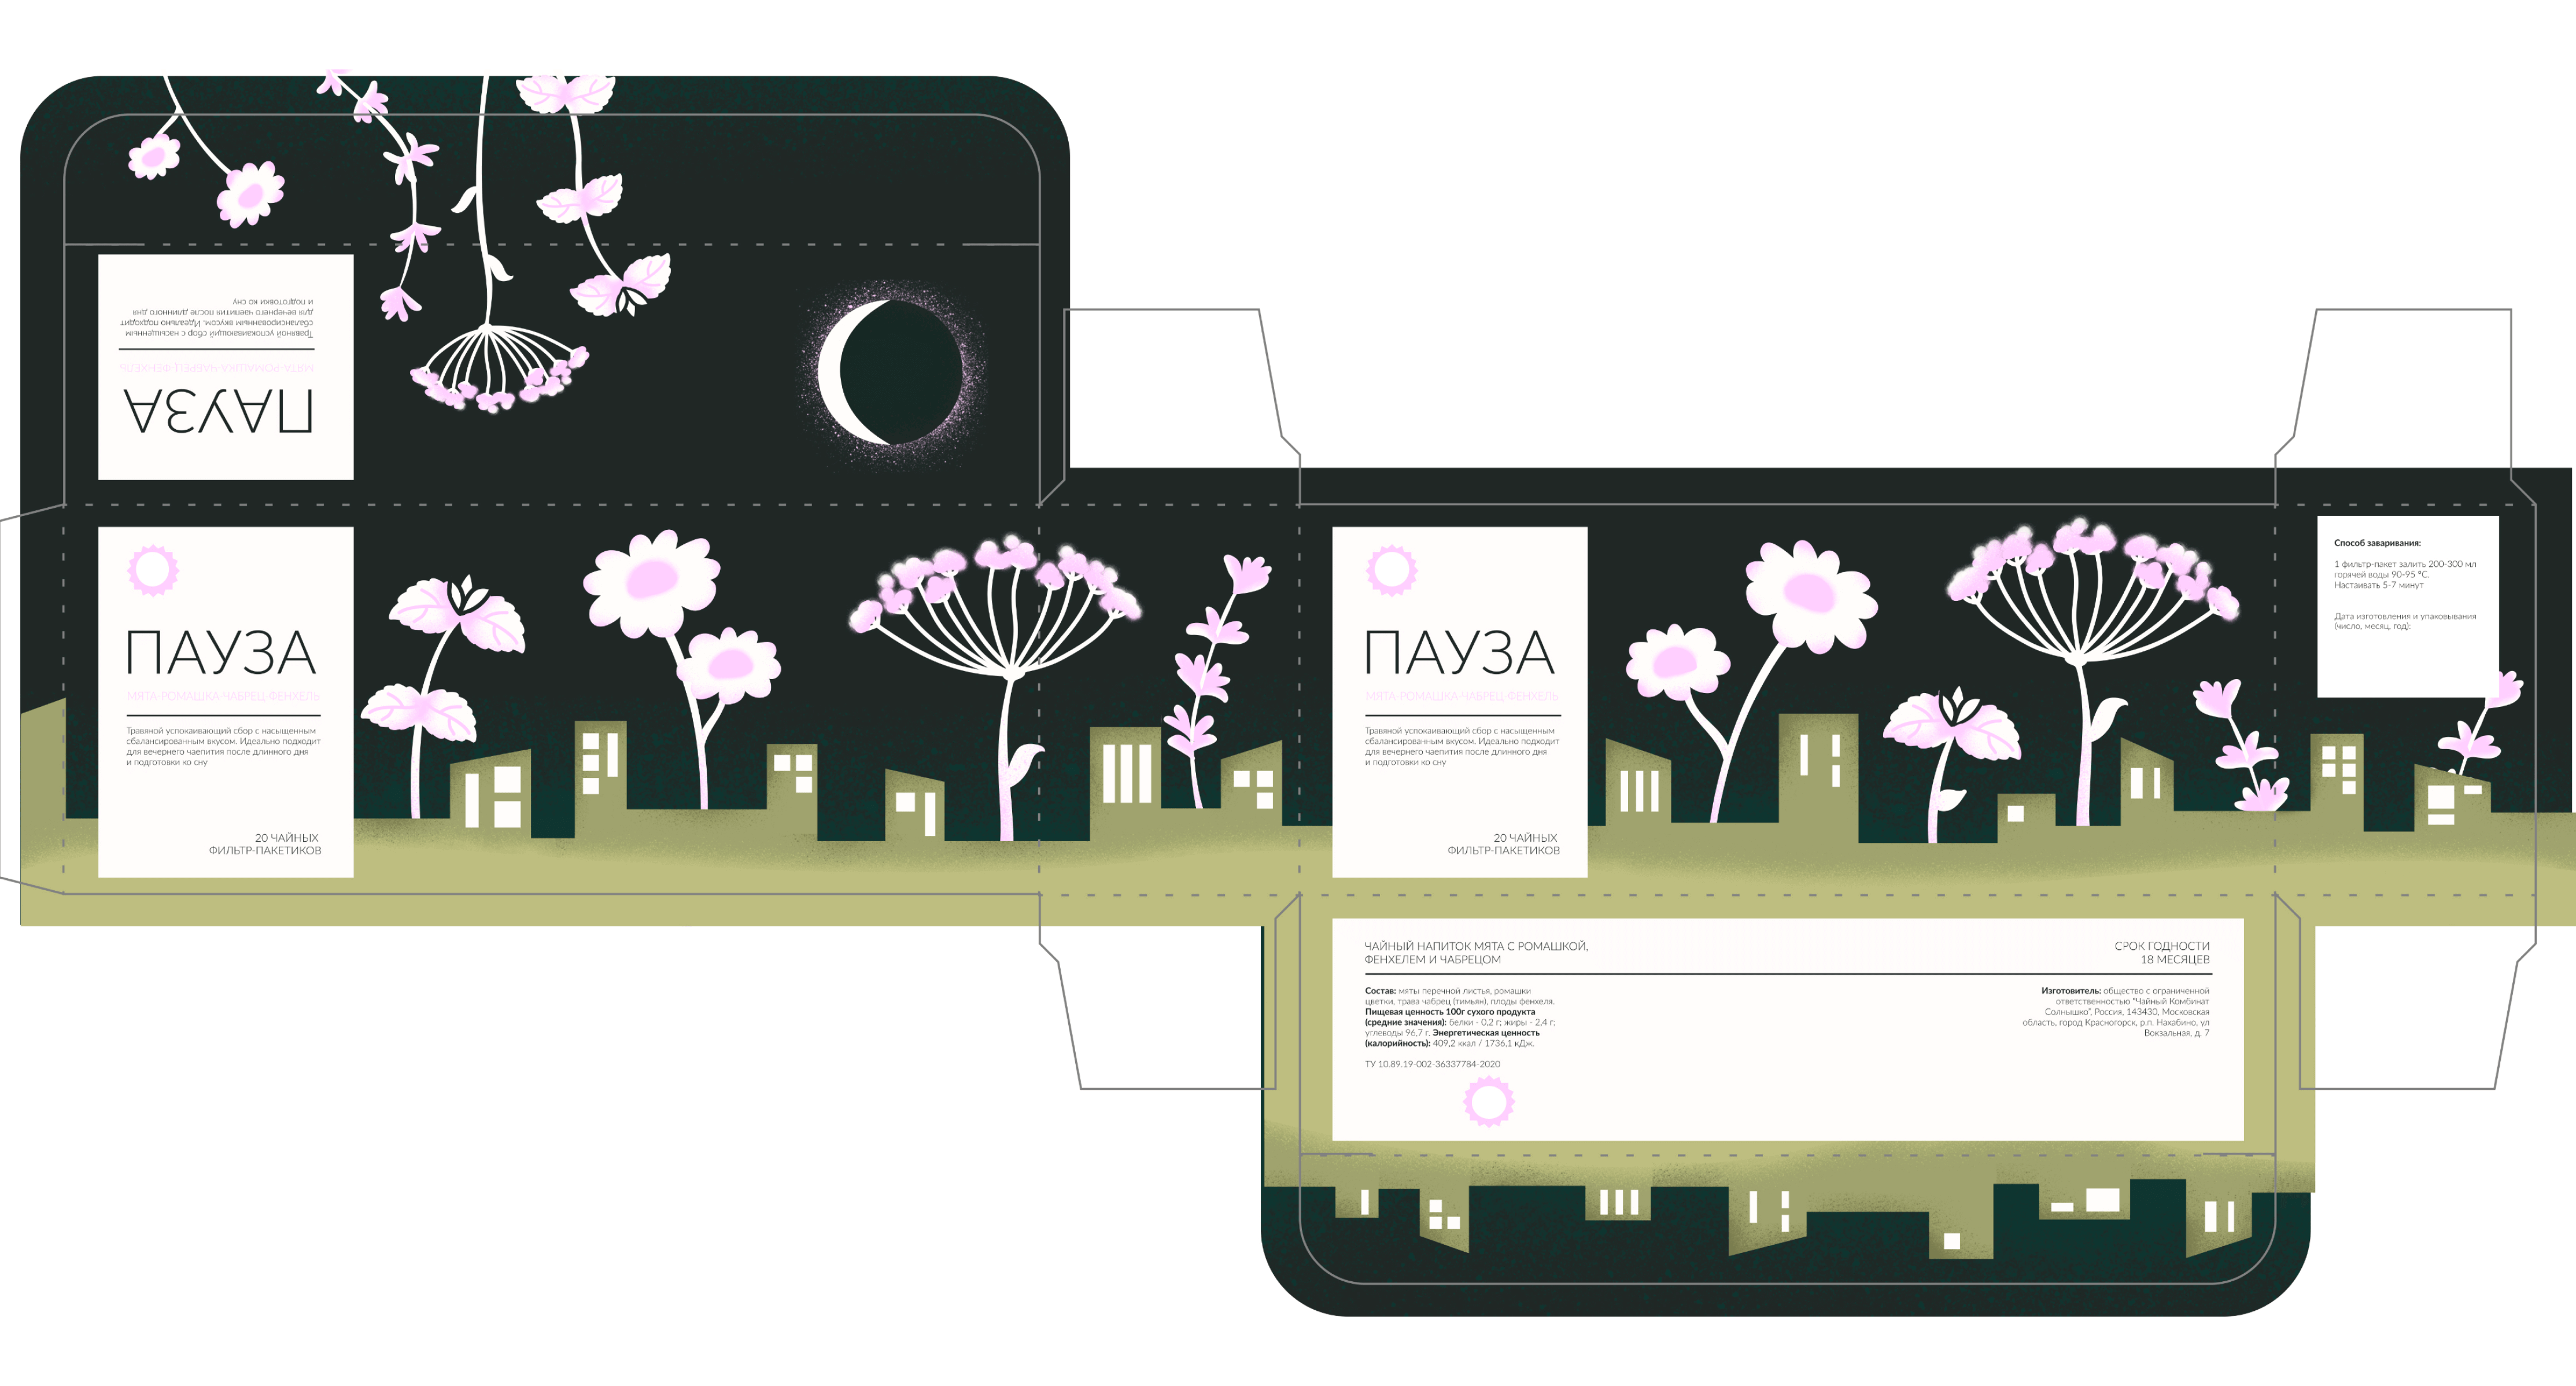 ПАУЗА
МЯТА-РОМАШКА-ЧАБРЕЦ-ФЕНХЕЛЬ
Травяной успокаивающий сбор с насыщенным
сбалансированным вкусом. Идеально подходит
для вечернего чаепития после длинного дня
и подготовки ко сну
ПАУЗА
МЯТА-РОМАШКА-ЧАБРЕЦ-ФЕНХЕЛЬ
Травяной успокаивающий сбор с насыщенным
сбалансированным вкусом. Идеально подходит
для вечернего чаепития после длинного дня
и подготовки ко сну
20 ЧАЙНЫХ
ФИЛЬТР-ПАКЕТИКОВ
ПАУЗА
МЯТА-РОМАШКА-ЧАБРЕЦ-ФЕНХЕЛЬ
Травяной успокаивающий сбор с насыщенным
сбалансированным вкусом. Идеально подходит
для вечернего чаепития после длинного дня
и подготовки ко сну
20 ЧАЙНЫХ
ФИЛЬТР-ПАКЕТИКОВ
Способ заваривания:
1 фильтр-пакет залить 200-300 мл
горячей воды 90-95 °С.
Настаивать 5-7 минут
Дата изготовления и упаковывания
(число, месяц, год):
ЧАЙНЫЙ НАПИТОК МЯТА С РОМАШКОЙ,
ФЕНХЕЛЕМ И ЧАБРЕЦОМ
СРОК ГОДНОСТИ
18 МЕСЯЦЕВ
Состав: мяты перечной листья, ромашки
цветки, трава чабрец (тимьян), плоды фенхеля.
Пищевая ценность 100г сухого продукта
(средние значения): белки - 0,2 г; жиры - 2,4 г;
углеводы 96,7 г. Энергетическая ценность
(калорийность): 409,2 ккал / 1736,1 кДж.
ТУ 10.89.19-002-36337784-2020
Изготовитель: общество с ограниченной
ответственностью "Чайный Комбинат
Солнышко", Россия, 143430, Московская
область, город Красногорск, р.п. Нахабино, ул
Вокзальная, д. 7